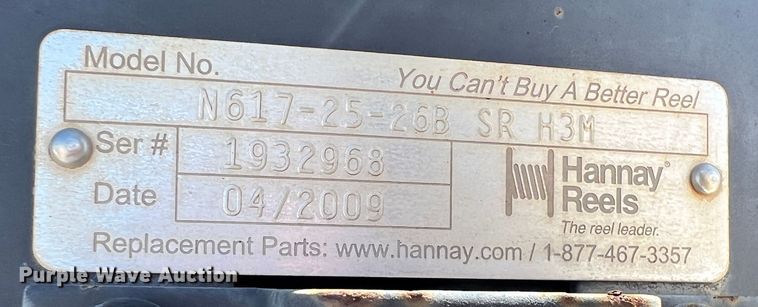 Model No.
You Can't Buy A Better Reel
N617-25-26B SR H3M
Ser # 1932968
Date 04/2009
Hannay®
Reels
The reel leader.
Replacement Parts: www.hannay.com / 1-877-467-3357
Purple Wave Auction